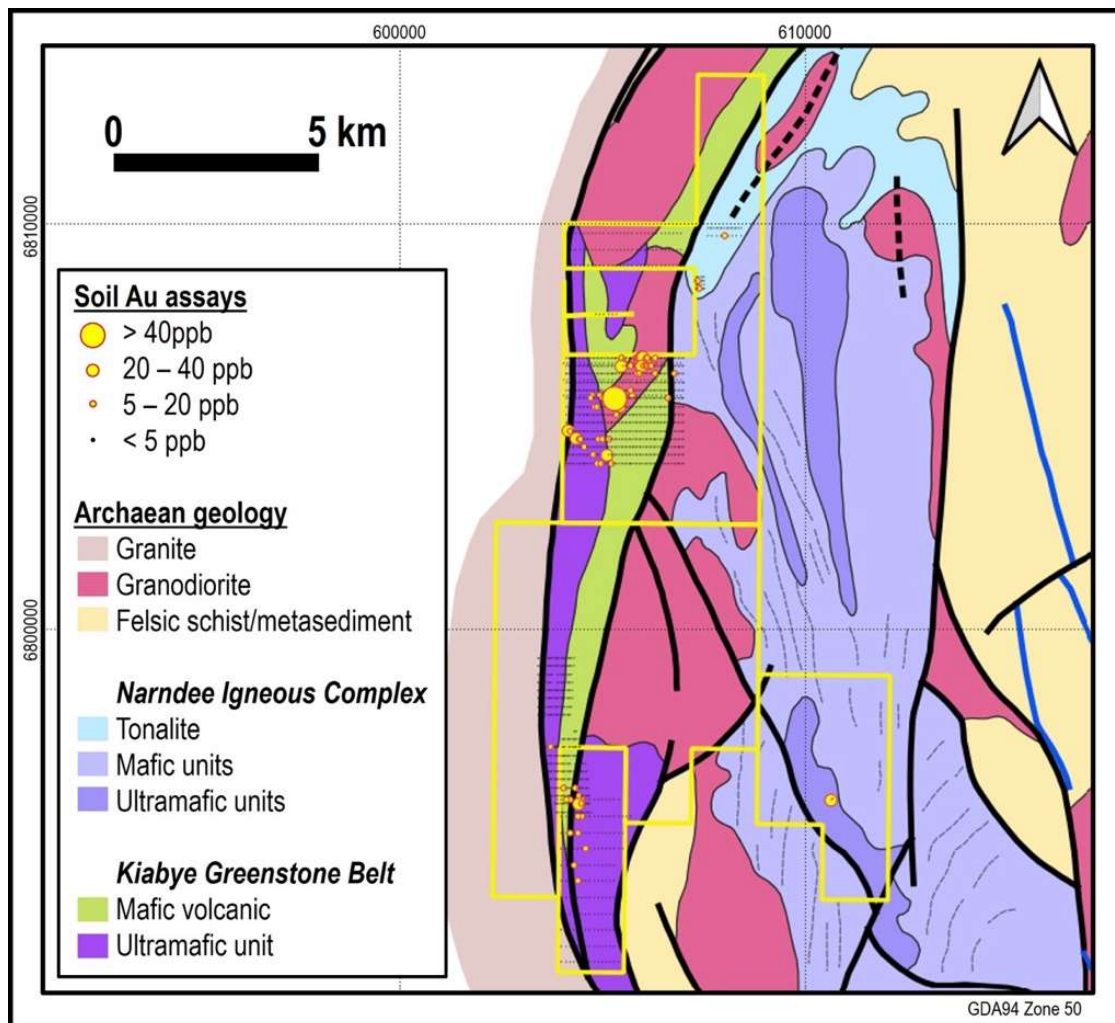 600000
610000
0 5 km
6810000
6800000
Soil Au assays
> 40ppb
20 – 40 ppb
5 – 20 ppb
< 5 ppb
Archaean geology
Granite
Granodiorite
Felsic schist/metasediment
Narndee Igneous Complex
Tonalite
Mafic units
Ultramafic units
Kiabye Greenstone Belt
Mafic volcanic
Ultramafic unit
GDA94 Zone 50